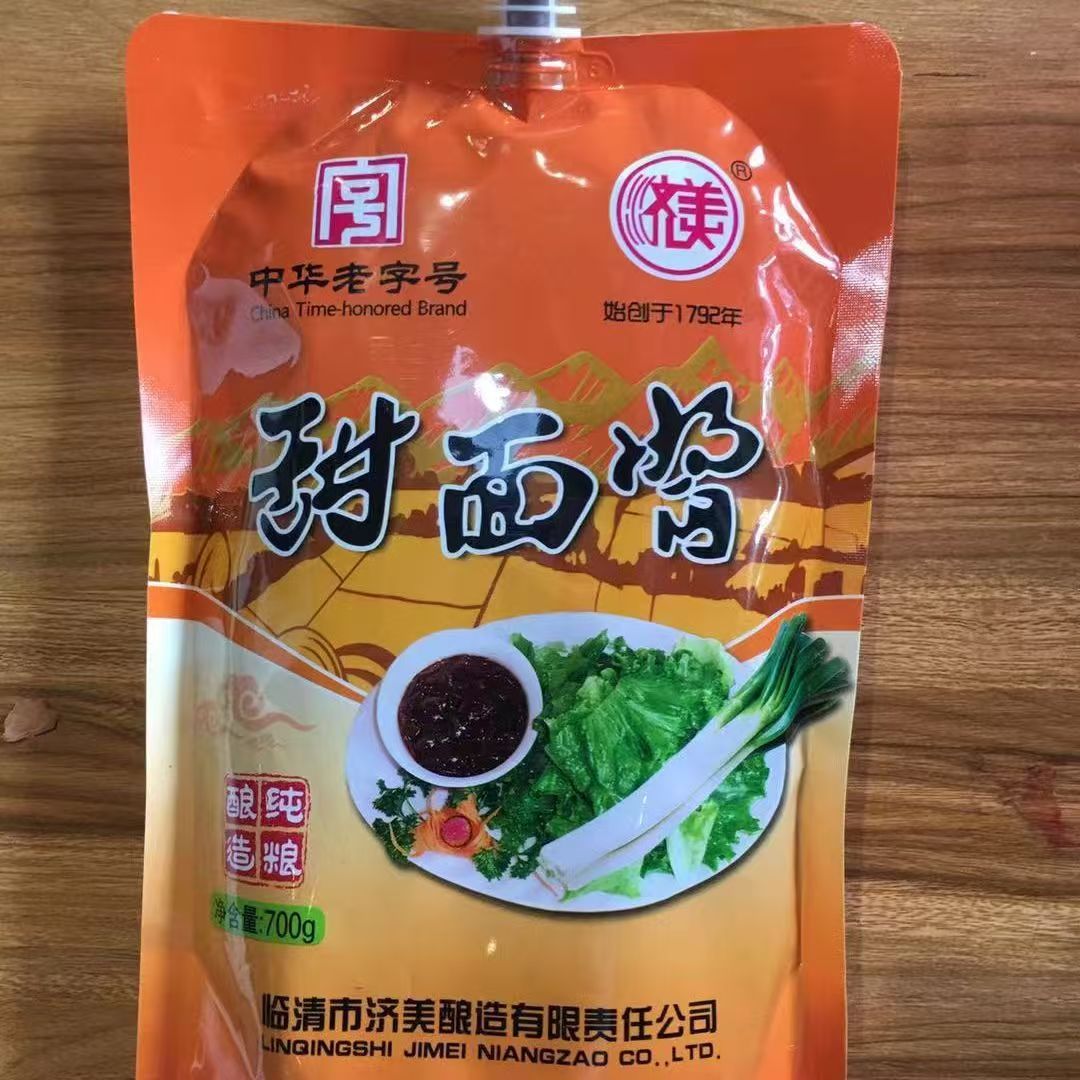 中华老字号
China Time-honored Brand
济美
®
始创于1792年
甜面酱
纯粮
酿造
净含量:700g
临清市济美酿造有限责任公司
LINQINGSHI JIMEI NIANGZAO CO.,LTD.